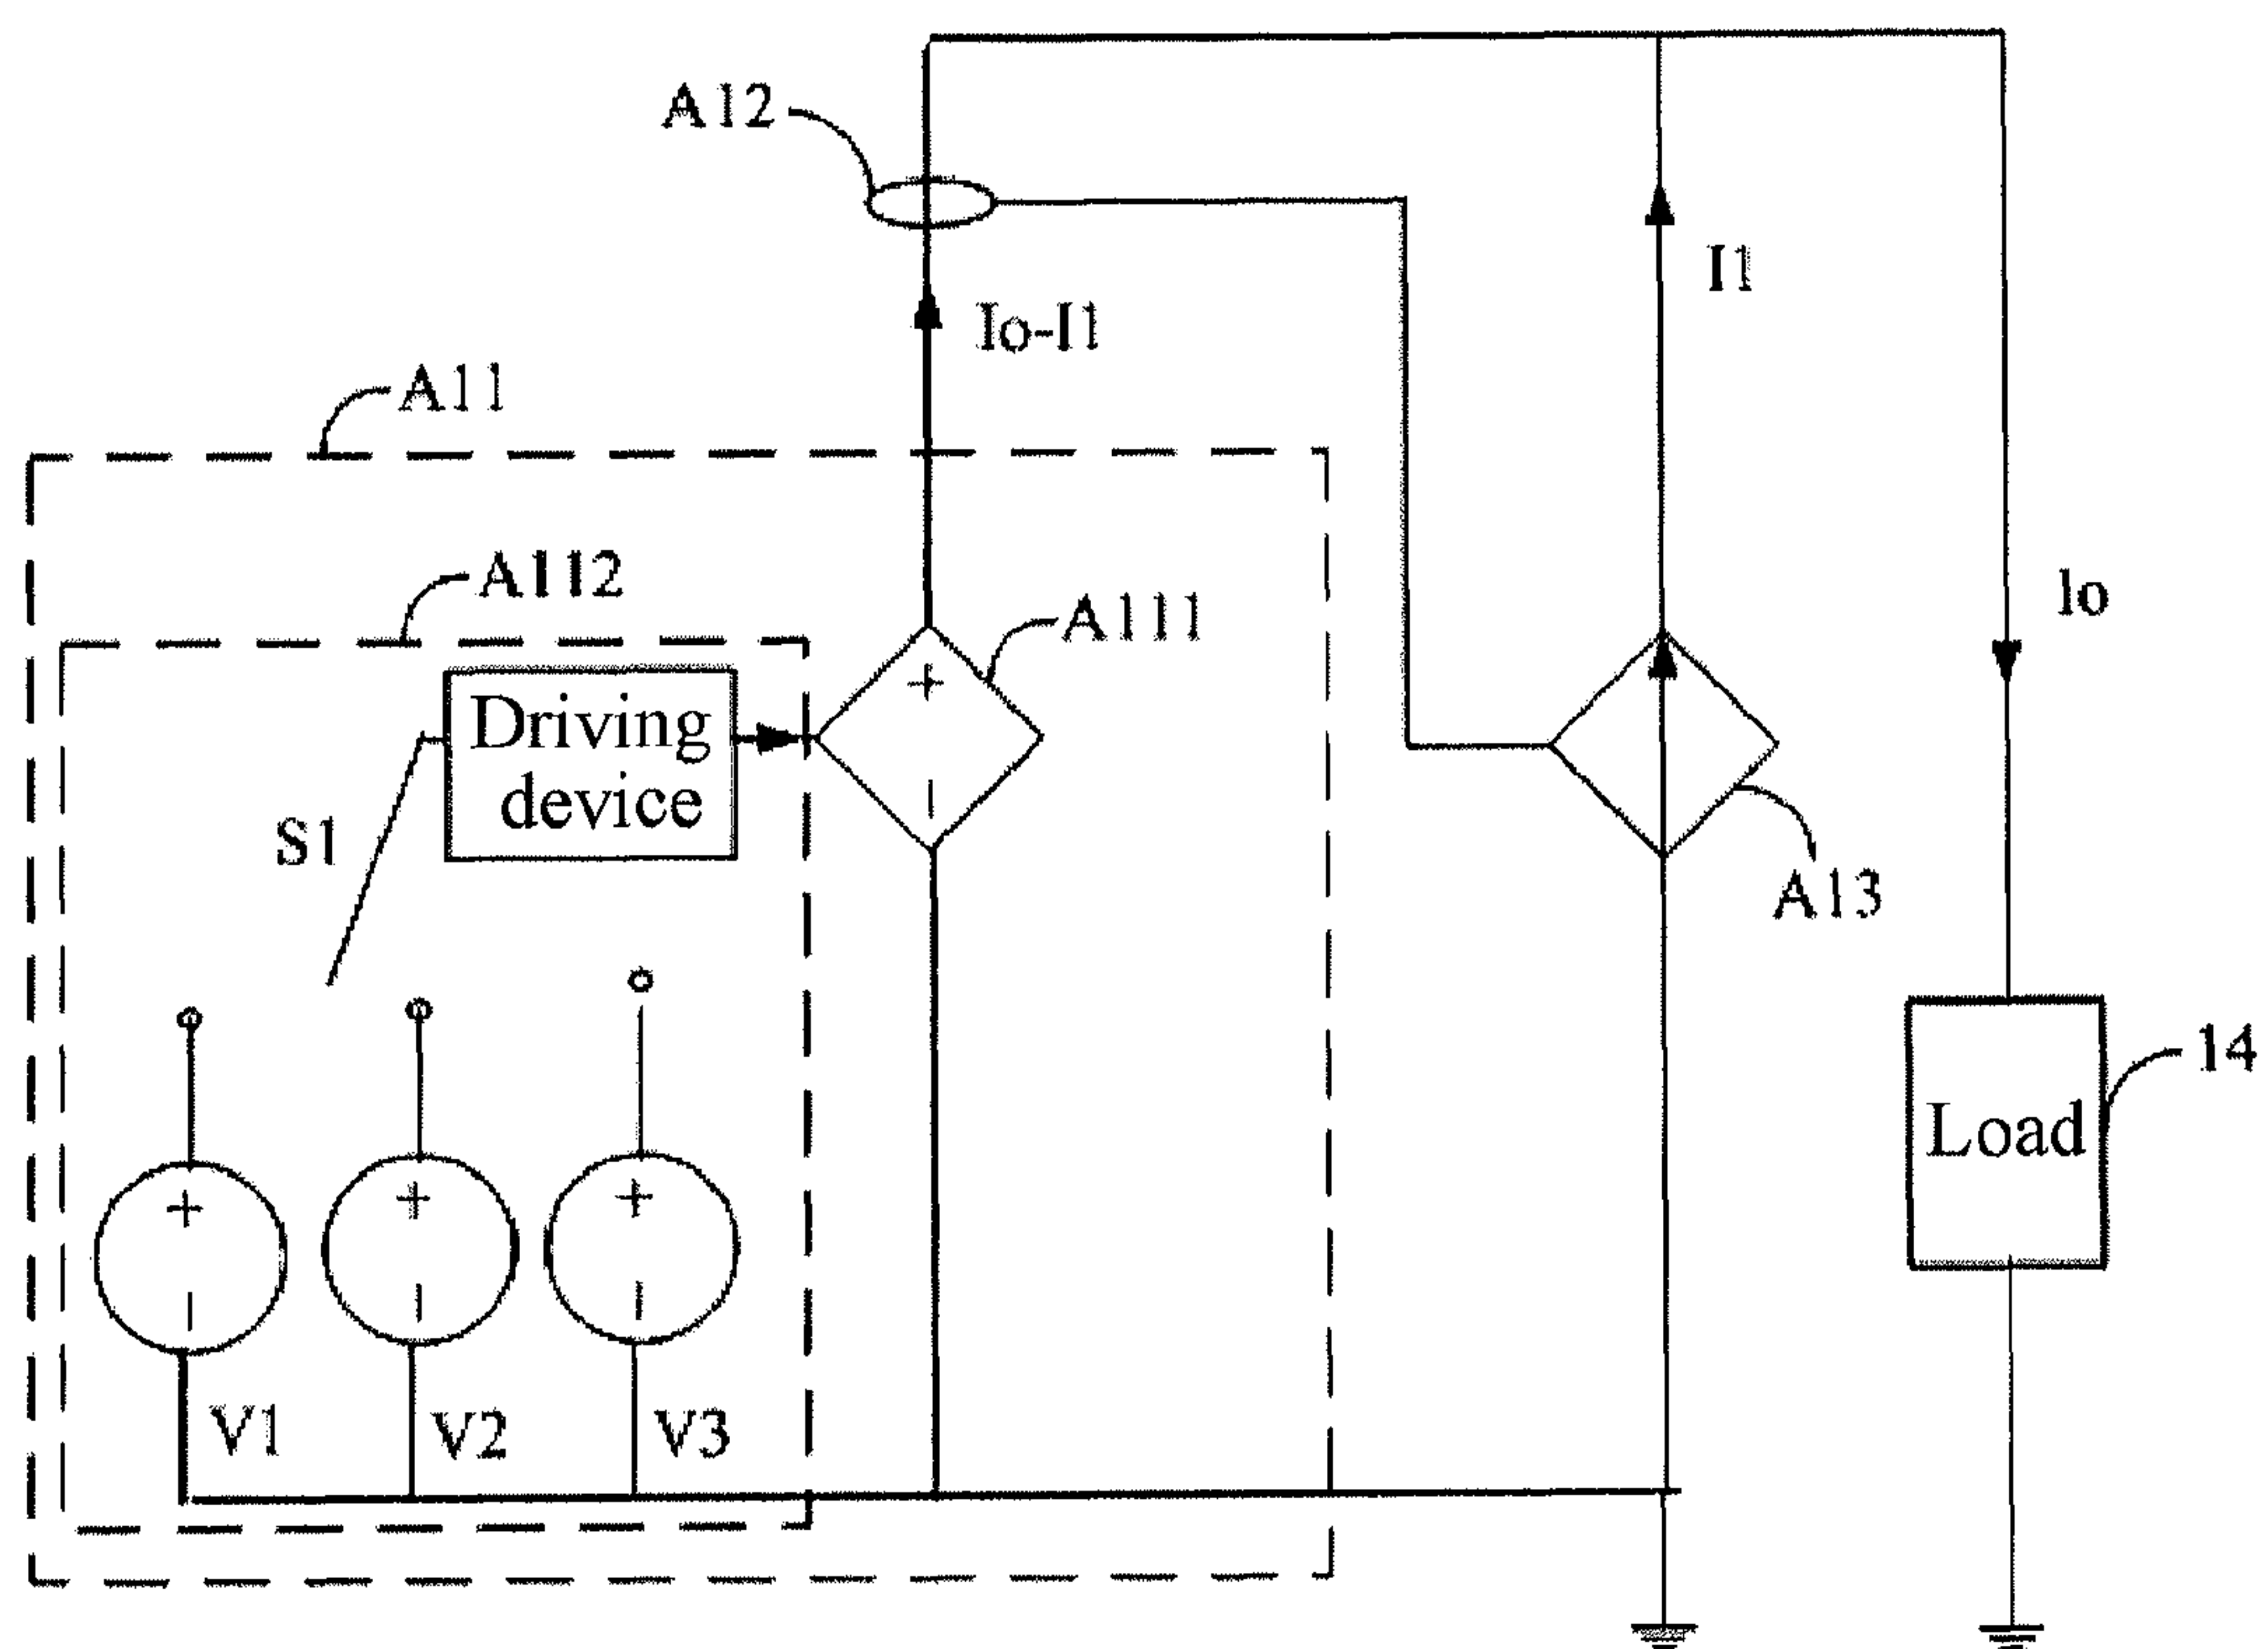 A12
I1
Io-I1
A11
A112
A111
Io
Driving
device
S1
A13
14
Load
+
−
+
−
+
−
+
−
V1
V2
V3